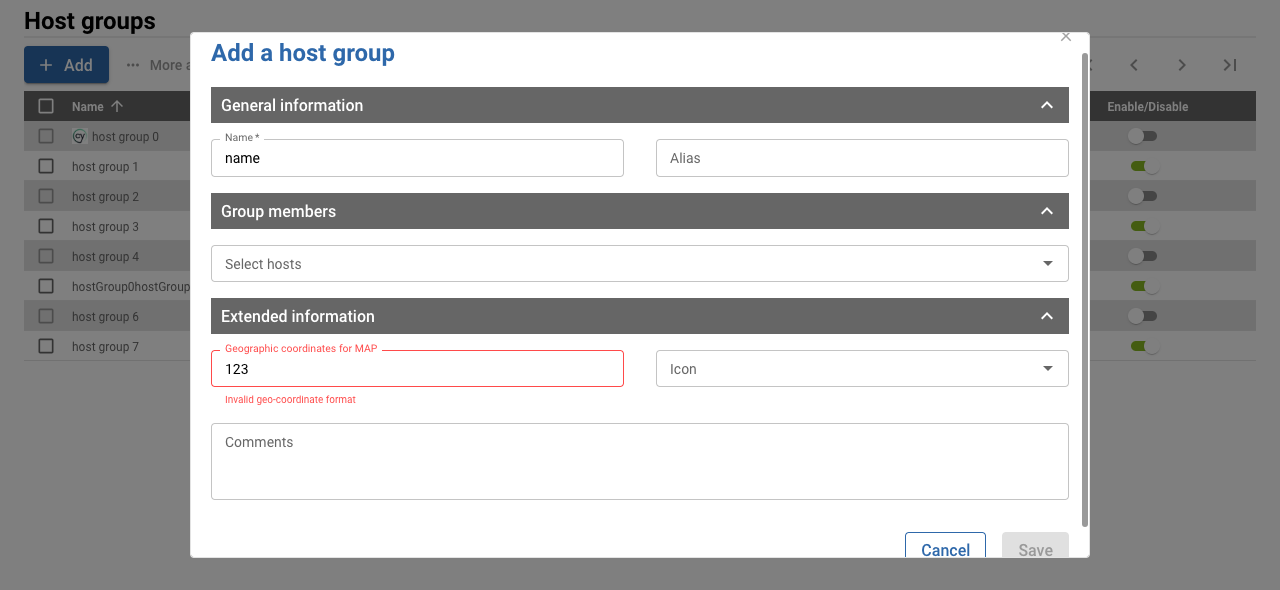 Host groups
Add
More a
Add a host group
Name
Enable/Disable
General information
Name *
name
Alias
host group 0
host group 1
host group 2
host group 3
host group 4
hostGroup0hostGroup
host group 6
host group 7
Group members
Select hosts
Extended information
Geographic coordinates for MAP
123
Icon
Invalid geo-coordinate format
Comments
Cancel
Save